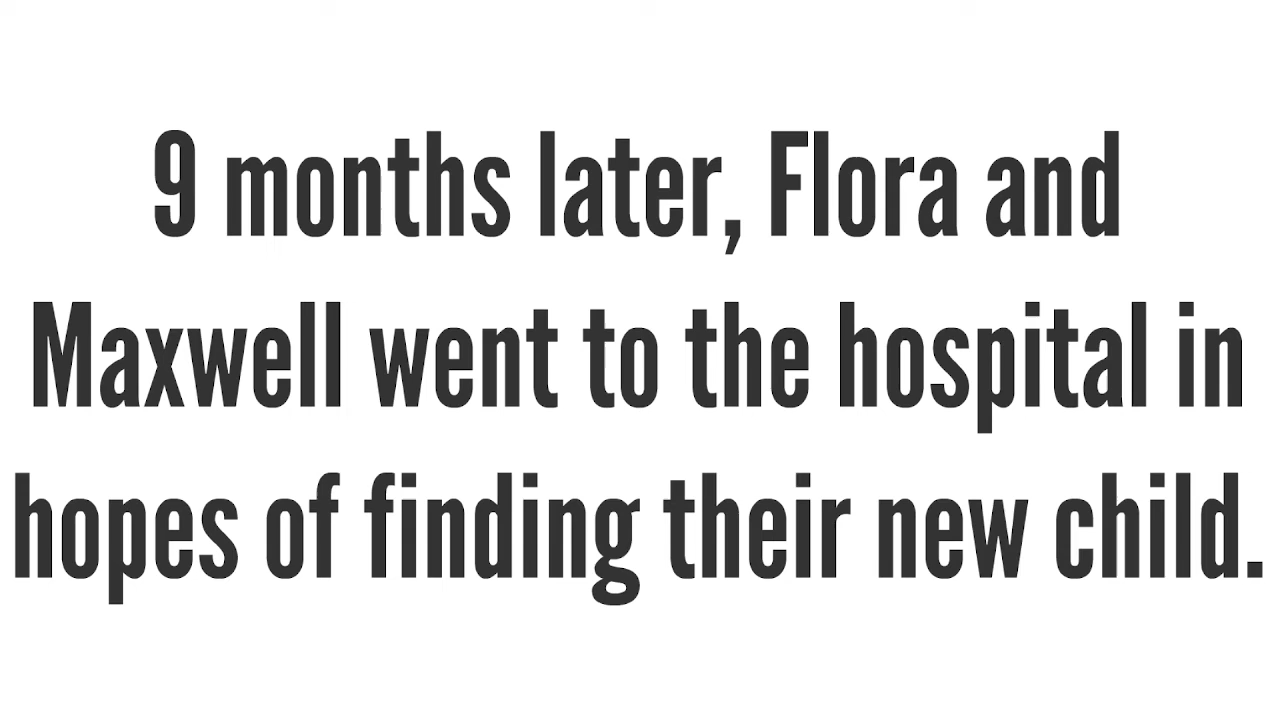 9 months later, Flora and
Maxwell went to the hospital in
hopes of finding their new child.